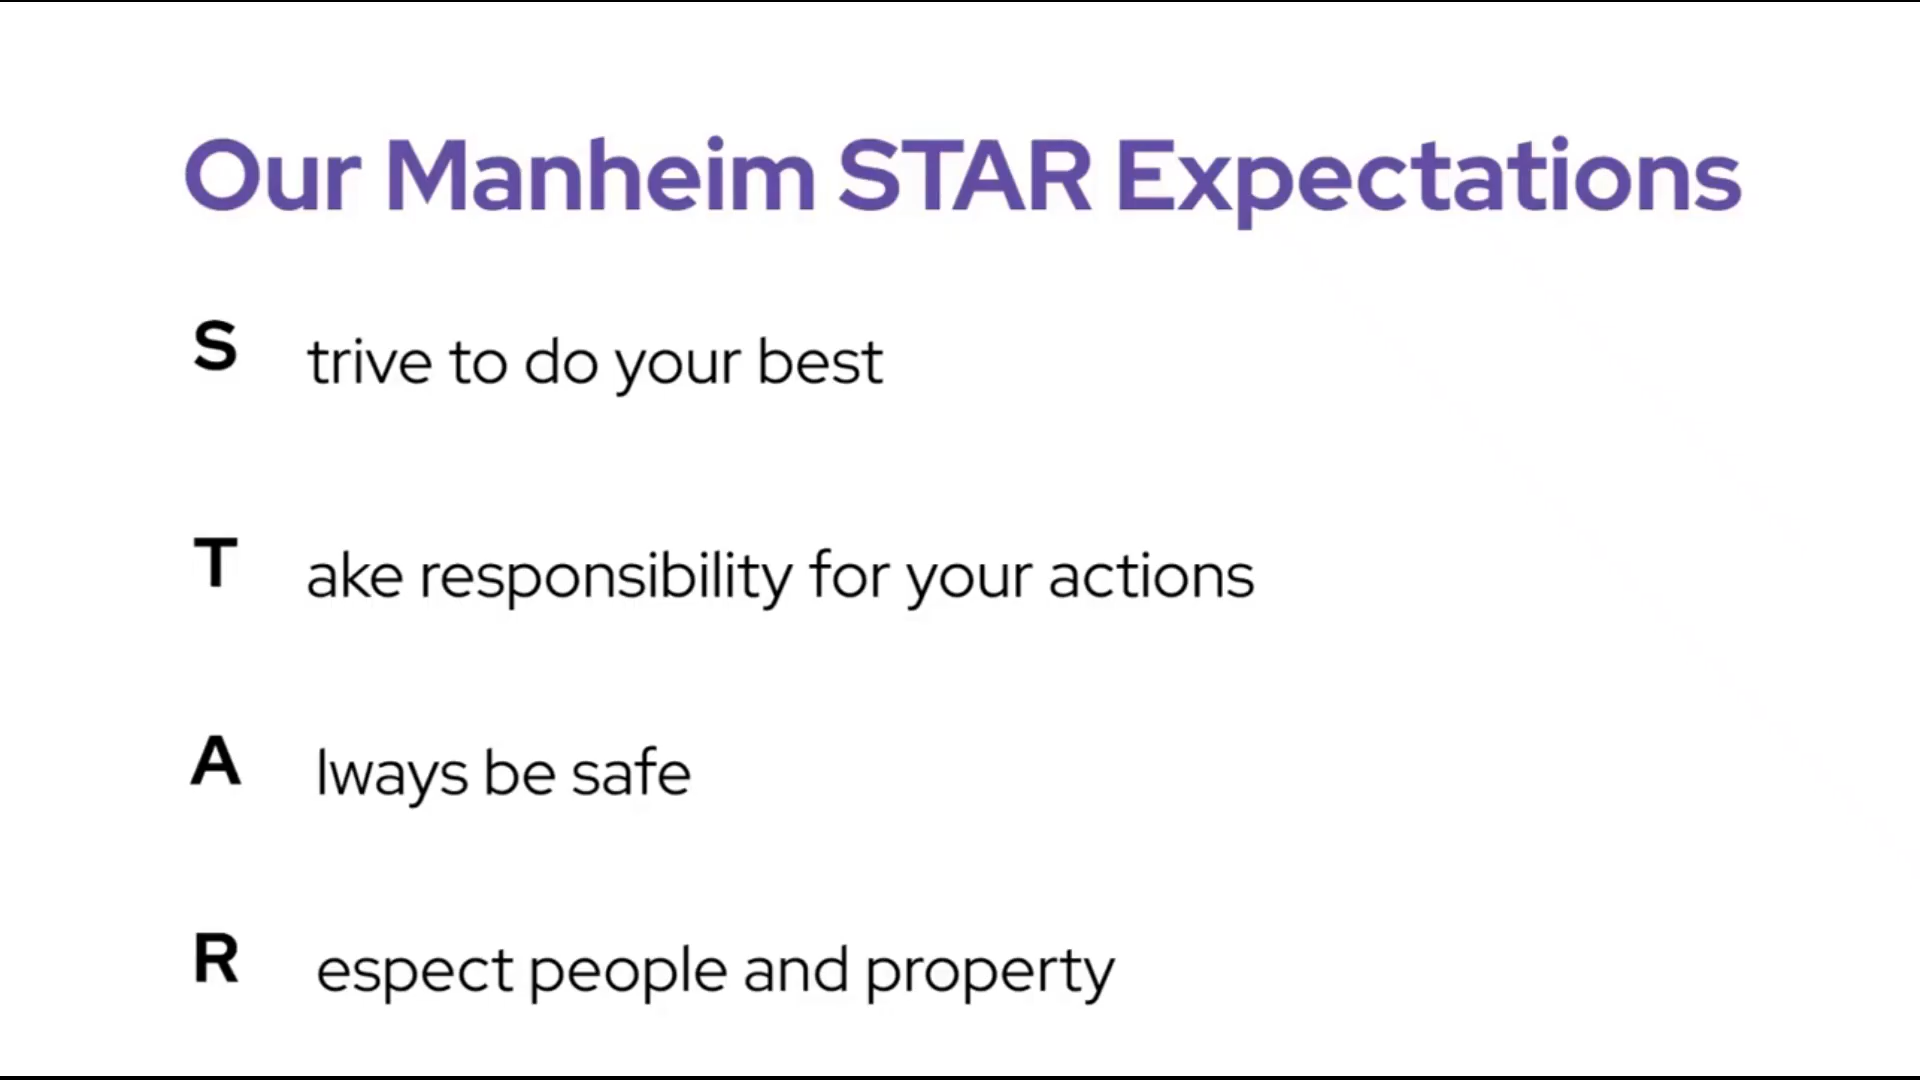 Our Manheim STAR Expectations
S trive to do your best
T ake responsibility for your actions
A lways be safe
R espect people and property